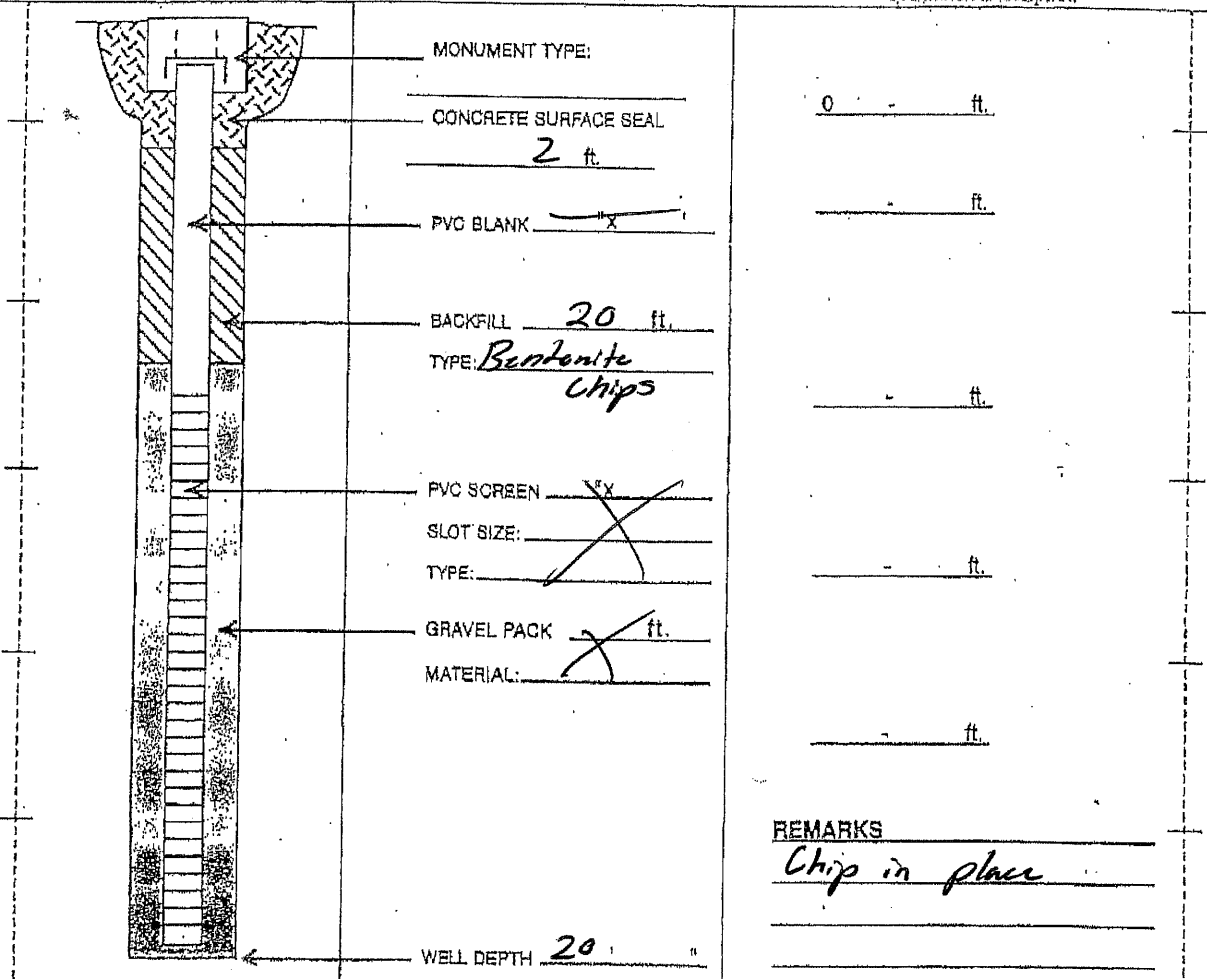 MONUMENT TYPE:
CONCRETE SURFACE SEAL
2 ft.
PVC BLANK "x '
BACKFILL 20 ft.
TYPE: Bentonite
Chips
PVC SCREEN "x
SLOT SIZE:
TYPE:
GRAVEL PACK ft.
MATERIAL:
WELL DEPTH 20 ' "
0 - ft.
- ft.
- ft.
- ft.
- ft.
REMARKS
Chip in place